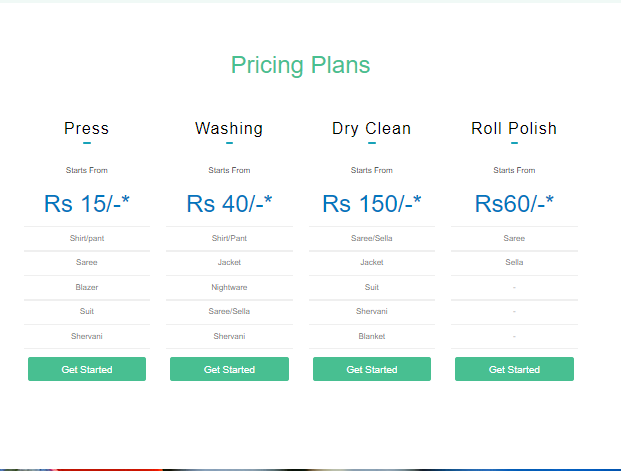 Pricing Plans
Press
Starts From
Rs 15/-*
Shirt/pant
Saree
Blazer
Suit
Shervani
Get Started
Washing
Starts From
Rs 40/-*
Shirt/Pant
Jacket
Nightware
Saree/Sella
Shervani
Get Started
Dry Clean
Starts From
Rs 150/-*
Saree/Sella
Jacket
Suit
Shervani
Blanket
Get Started
Roll Polish
Starts From
Rs60/-*
Saree
Sella
-
-
-
Get Started